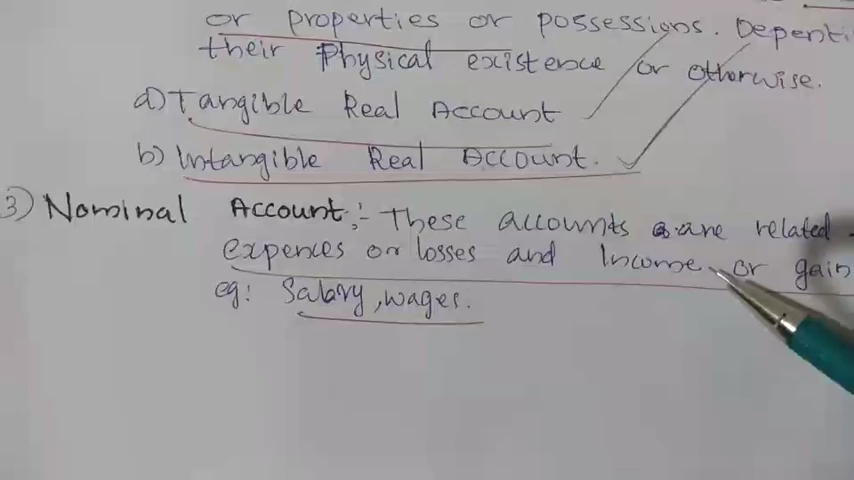 or properties or possessions. Depenti
their Physical existence or otherwise.
a) Tangible Real Account
b) Intangible Real Account.
3) Nominal Account:- These accounts are related
expences or losses and Income or gain
eg: Salary, wages.